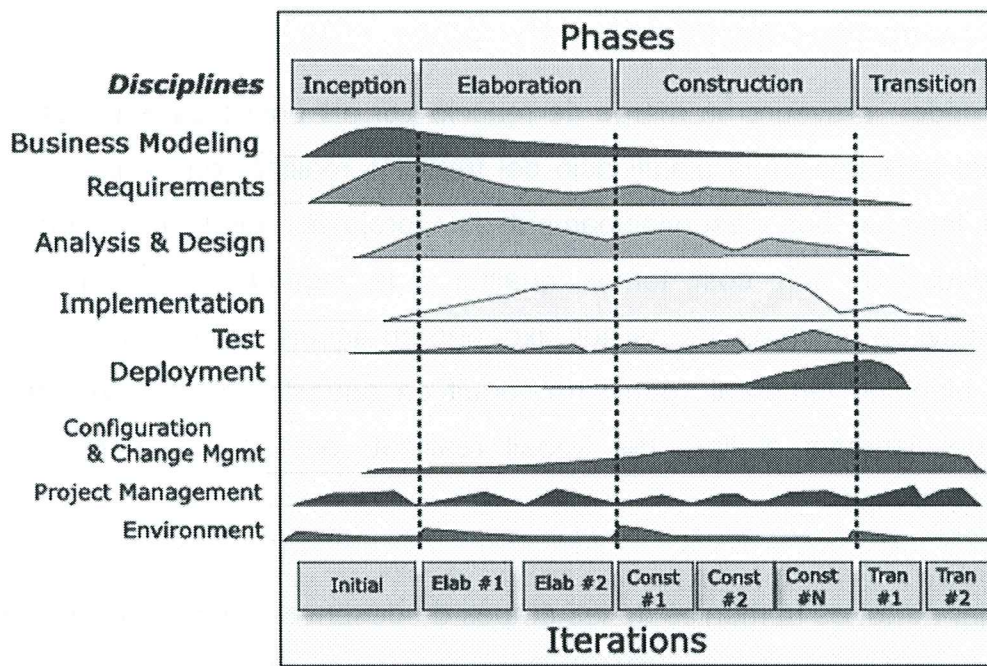 Phases
Disciplines
Inception
Elaboration
Construction
Transition
Business Modeling
Requirements
Analysis & Design
Implementation
Test
Deployment
Configuration
& Change Mgmt
Project Management
Environment
Initial
Elab #1
Elab #2
Const
#1
Const
#2
Const
#N
Tran
#1
Tran
#2
Iterations